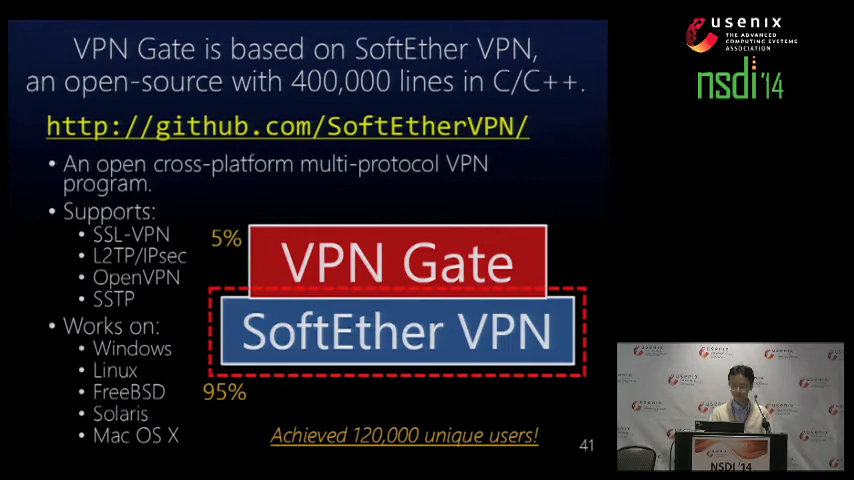 VPN Gate is based on SoftEther VPN,
an open-source with 400,000 lines in C/C++.
http://github.com/SoftEtherVPN/
• An open cross-platform multi-protocol VPN
program.
• Supports:
• SSL-VPN
• L2TP/IPsec
• OpenVPN
• SSTP
• Works on:
• Windows
• Linux
• FreeBSD
• Solaris
• Mac OS X
5%
VPN Gate
SoftEther VPN
95%
Achieved 120,000 unique users!
41
usenix
THE ADVANCED
COMPUTING SYSTEMS
ASSOCIATION
nsdi '14
NSDI '14